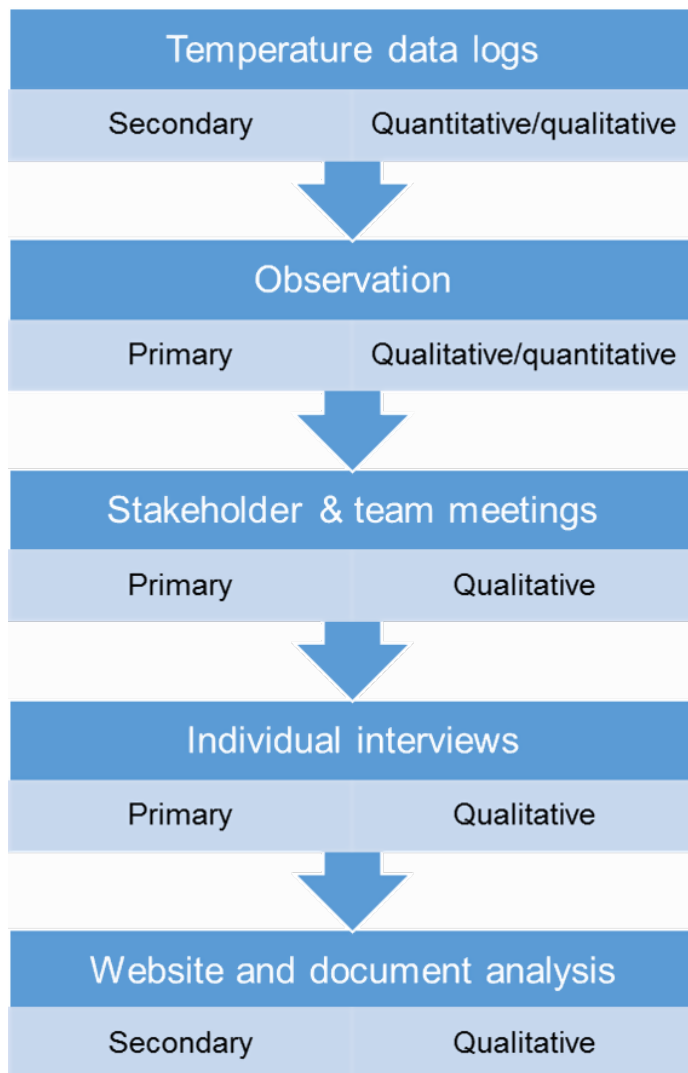 Temperature data logs
Secondary Quantitative/qualitative
Observation
Primary Qualitative/quantitative
Stakeholder & team meetings
Primary Qualitative
Individual interviews
Primary Qualitative
Website and document analysis
Secondary Qualitative